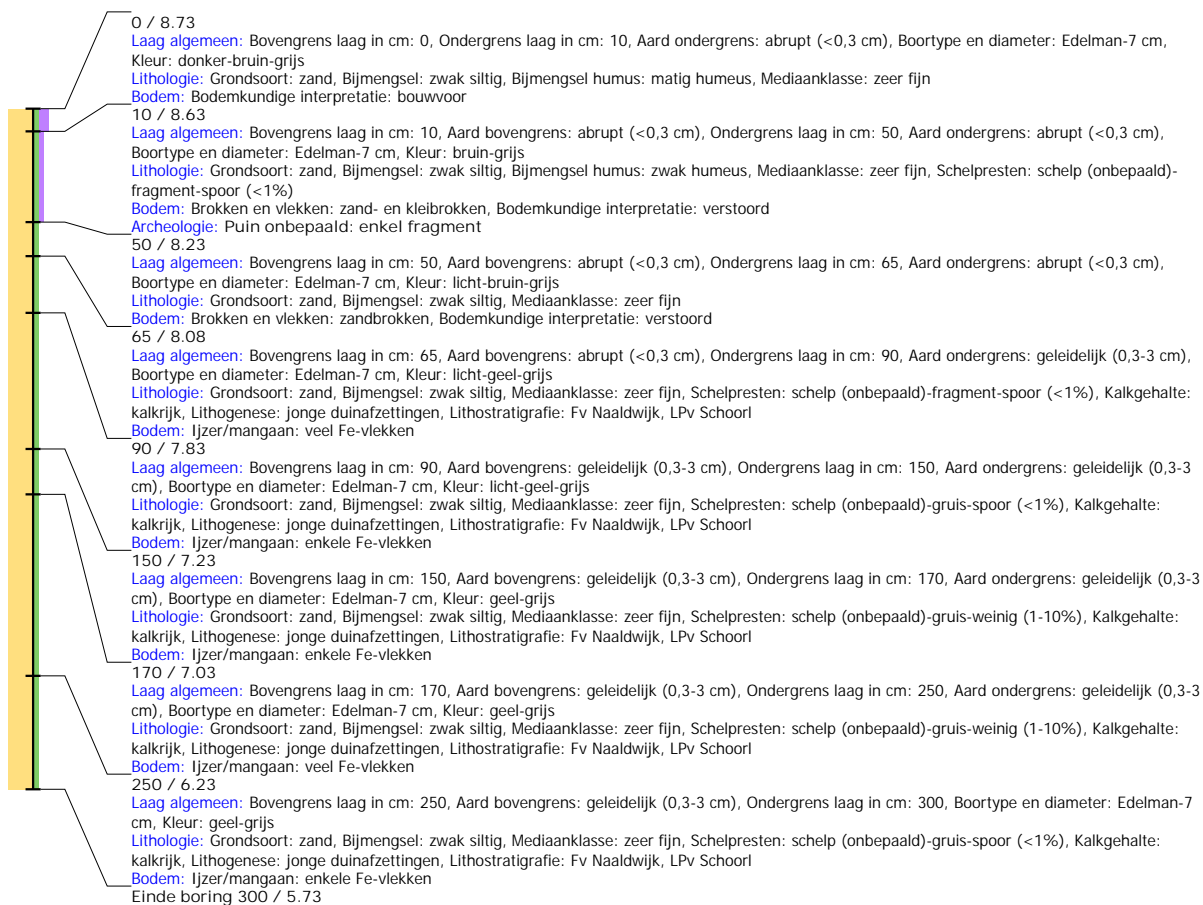 0 / 8.73
Laag algemeen: Bovengrens laag in cm: 0, Ondergrens laag in cm: 10, Aard ondergrens: abrupt (<0,3 cm), Boortype en diameter: Edelman-7 cm,
Kleur: donker-bruin-grijs
Lithologie: Grondsoort: zand, Bijmengsel: zwak siltig, Bijmengsel humus: matig humeus, Mediaanklasse: zeer fijn
Bodem: Bodemkundige interpretatie: bouwvoor
10 / 8.63
Laag algemeen: Bovengrens laag in cm: 10, Aard bovengrens: abrupt (<0,3 cm), Ondergrens laag in cm: 50, Aard ondergrens: abrupt (<0,3 cm),
Boortype en diameter: Edelman-7 cm, Kleur: bruin-grijs
Lithologie: Grondsoort: zand, Bijmengsel: zwak siltig, Bijmengsel humus: zwak humeus, Mediaanklasse: zeer fijn, Schelpresten: schelp (onbepaald)-
fragment-spoor (<1%)
Bodem: Brokken en vlekken: zand- en kleibrokken, Bodemkundige interpretatie: verstoord
Archeologie: Puin onbepaald: enkel fragment
50 / 8.23
Laag algemeen: Bovengrens laag in cm: 50, Aard bovengrens: abrupt (<0,3 cm), Ondergrens laag in cm: 65, Aard ondergrens: abrupt (<0,3 cm),
Boortype en diameter: Edelman-7 cm, Kleur: licht-bruin-grijs
Lithologie: Grondsoort: zand, Bijmengsel: zwak siltig, Mediaanklasse: zeer fijn
Bodem: Brokken en vlekken: zandbrokken, Bodemkundige interpretatie: verstoord
65 / 8.08
Laag algemeen: Bovengrens laag in cm: 65, Aard bovengrens: abrupt (<0,3 cm), Ondergrens laag in cm: 90, Aard ondergrens: geleidelijk (0,3-3 cm),
Boortype en diameter: Edelman-7 cm, Kleur: licht-geel-grijs
Lithologie: Grondsoort: zand, Bijmengsel: zwak siltig, Mediaanklasse: zeer fijn, Schelpresten: schelp (onbepaald)-fragment-spoor (<1%), Kalkgehalte:
kalkrijk, Lithogenese: jonge duinafzettingen, Lithostratigrafie: Fv Naaldwijk, LPv Schoorl
Bodem: Ijzer/mangaan: veel Fe-vlekken
90 / 7.83
Laag algemeen: Bovengrens laag in cm: 90, Aard bovengrens: geleidelijk (0,3-3 cm), Ondergrens laag in cm: 150, Aard ondergrens: geleidelijk (0,3-3
cm), Boortype en diameter: Edelman-7 cm, Kleur: licht-geel-grijs
Lithologie: Grondsoort: zand, Bijmengsel: zwak siltig, Mediaanklasse: zeer fijn, Schelpresten: schelp (onbepaald)-gruis-spoor (<1%), Kalkgehalte:
kalkrijk, Lithogenese: jonge duinafzettingen, Lithostratigrafie: Fv Naaldwijk, LPv Schoorl
Bodem: Ijzer/mangaan: enkele Fe-vlekken
150 / 7.23
Laag algemeen: Bovengrens laag in cm: 150, Aard bovengrens: geleidelijk (0,3-3 cm), Ondergrens laag in cm: 170, Aard ondergrens: geleidelijk (0,3-3
cm), Boortype en diameter: Edelman-7 cm, Kleur: geel-grijs
Lithologie: Grondsoort: zand, Bijmengsel: zwak siltig, Mediaanklasse: zeer fijn, Schelpresten: schelp (onbepaald)-gruis-weinig (1-10%), Kalkgehalte:
kalkrijk, Lithogenese: jonge duinafzettingen, Lithostratigrafie: Fv Naaldwijk, LPv Schoorl
Bodem: Ijzer/mangaan: enkele Fe-vlekken
170 / 7.03
Laag algemeen: Bovengrens laag in cm: 170, Aard bovengrens: geleidelijk (0,3-3 cm), Ondergrens laag in cm: 250, Aard ondergrens: geleidelijk (0,3-3
cm), Boortype en diameter: Edelman-7 cm, Kleur: geel-grijs
Lithologie: Grondsoort: zand, Bijmengsel: zwak siltig, Mediaanklasse: zeer fijn, Schelpresten: schelp (onbepaald)-gruis-weinig (1-10%), Kalkgehalte:
kalkrijk, Lithogenese: jonge duinafzettingen, Lithostratigrafie: Fv Naaldwijk, LPv Schoorl
Bodem: Ijzer/mangaan: veel Fe-vlekken
250 / 6.23
Laag algemeen: Bovengrens laag in cm: 250, Aard bovengrens: geleidelijk (0,3-3 cm), Ondergrens laag in cm: 300, Boortype en diameter: Edelman-7
cm, Kleur: geel-grijs
Lithologie: Grondsoort: zand, Bijmengsel: zwak siltig, Mediaanklasse: zeer fijn, Schelpresten: schelp (onbepaald)-gruis-spoor (<1%), Kalkgehalte:
kalkrijk, Lithogenese: jonge duinafzettingen, Lithostratigrafie: Fv Naaldwijk, LPv Schoorl
Bodem: Ijzer/mangaan: enkele Fe-vlekken
Einde boring 300 / 5.73